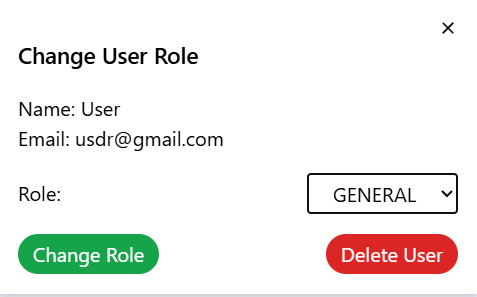 ×
Change User Role
Name: User
Email: usdr@gmail.com
Role: GENERAL
Change Role Delete User